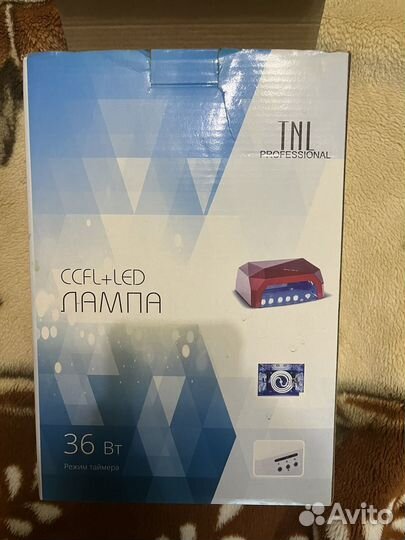 TNL
PROFESSIONAL
CCFL+LED
ЛАМПА
36 Вт
Режим таймера
Avito